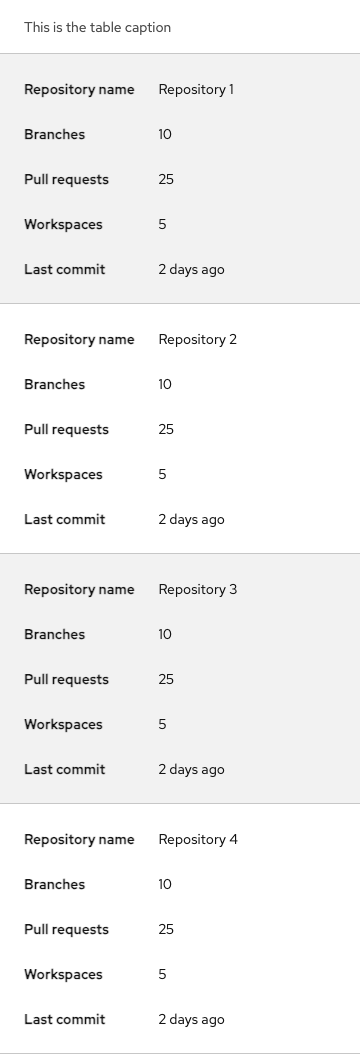 This is the table caption
Repository name Repository 1
Branches 10
Pull requests 25
Workspaces 5
Last commit 2 days ago
Repository name Repository 2
Branches 10
Pull requests 25
Workspaces 5
Last commit 2 days ago
Repository name Repository 3
Branches 10
Pull requests 25
Workspaces 5
Last commit 2 days ago
Repository name Repository 4
Branches 10
Pull requests 25
Workspaces 5
Last commit 2 days ago